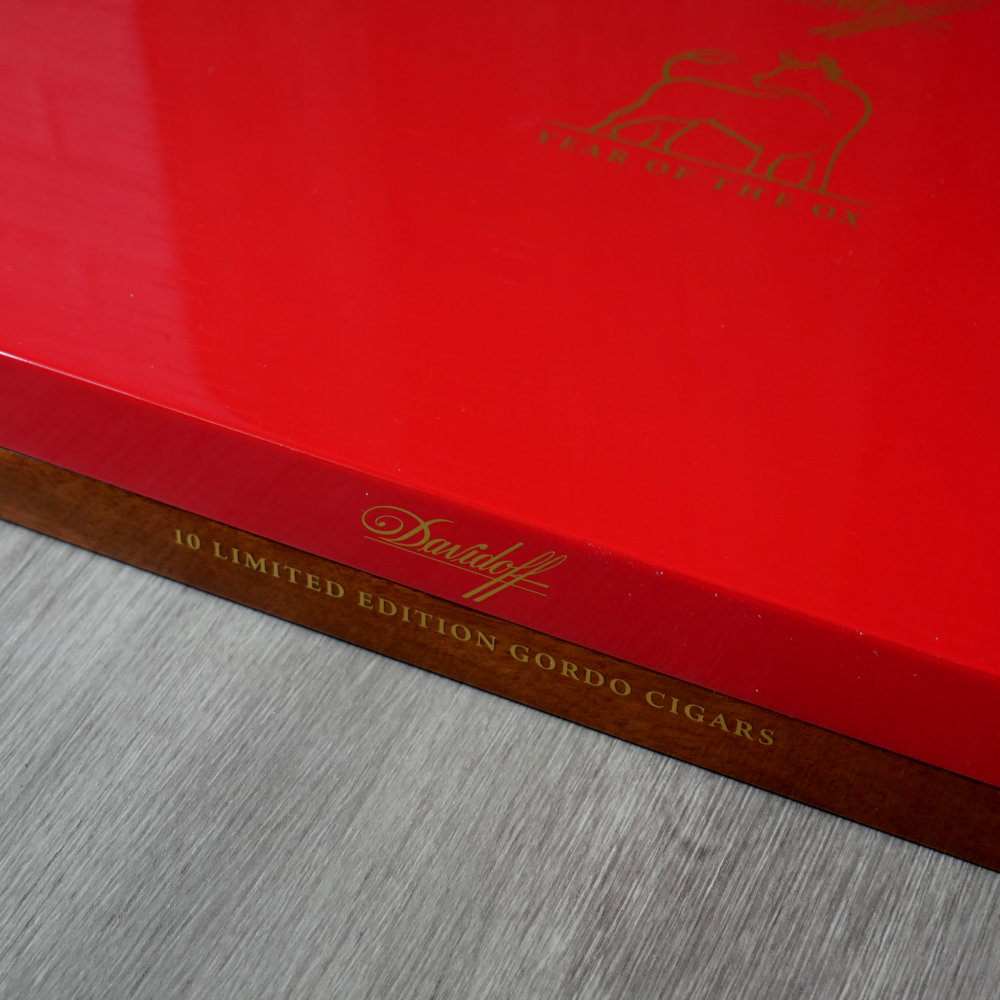 YEAR OF THE OX
Davidoff
10 LIMITED EDITION GORDO CIGARS